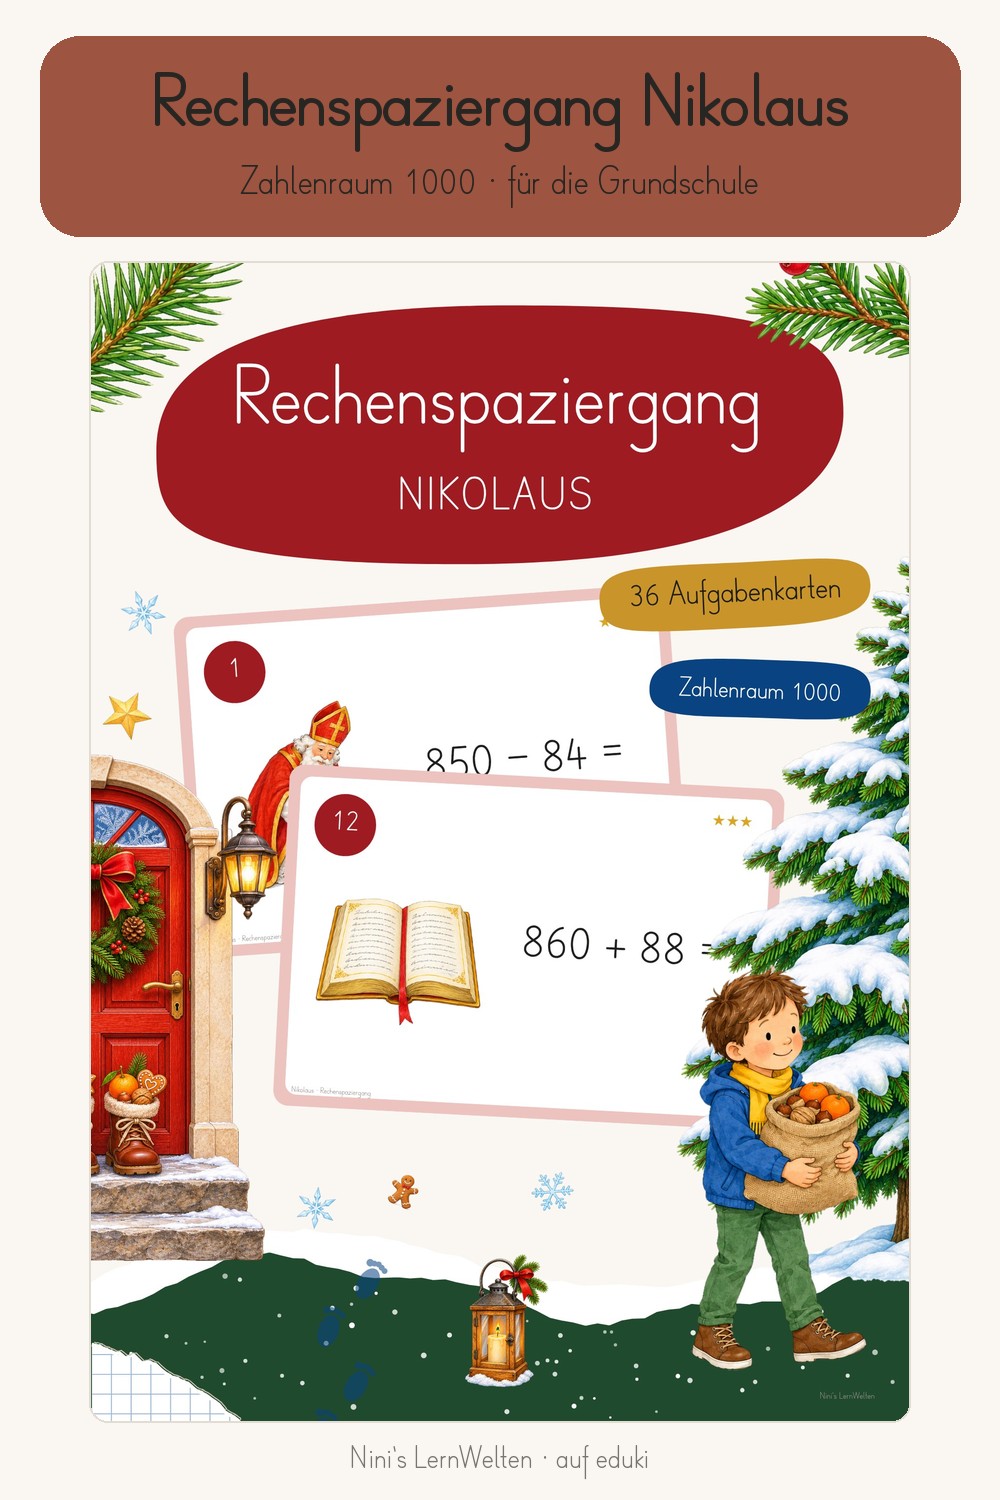 Rechenspaziergang Nikolaus
Zahlenraum 1000 · für die Grundschule
Rechenspaziergang
NIKOLAUS
36 Aufgabenkarten
Zahlenraum 1000
1
850 − 84 =
12
860 + 88 =
Nikolaus · Rechenspaziergang
Nini's LernWelten
Nini's LernWelten · auf eduki